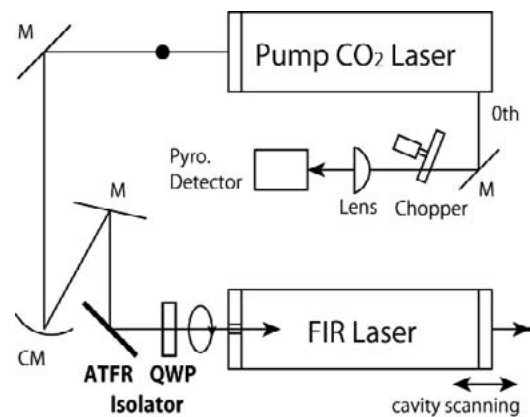 M
Pump CO₂ Laser
0th
Pyro.
Detector
Lens
Chopper
M
M
CM
ATFR
QWP
Isolator
FIR Laser
cavity scanning